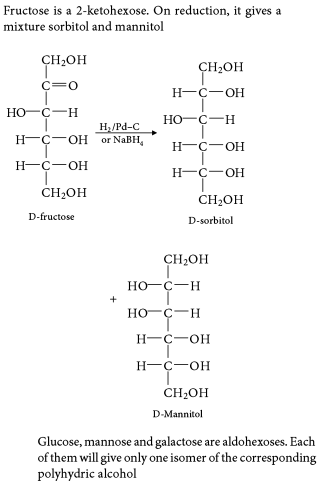 Fructose is a 2-ketohexose. On reduction, it gives a
mixture sorbitol and mannitol
CH₂OH
C=O
HO—C—H
H—C—OH
H—C—OH
CH₂OH
D-fructose
H₂/Pd–C
or NaBH₄
CH₂OH
H—C—OH
HO—C—H
H—C—OH
H—C—OH
CH₂OH
D-sorbitol
+
CH₂OH
HO—C—H
HO—C—H
H—C—OH
H—C—OH
CH₂OH
D-Mannitol
Glucose, mannose and galactose are aldohexoses. Each
of them will give only one isomer of the corresponding
polyhydric alcohol